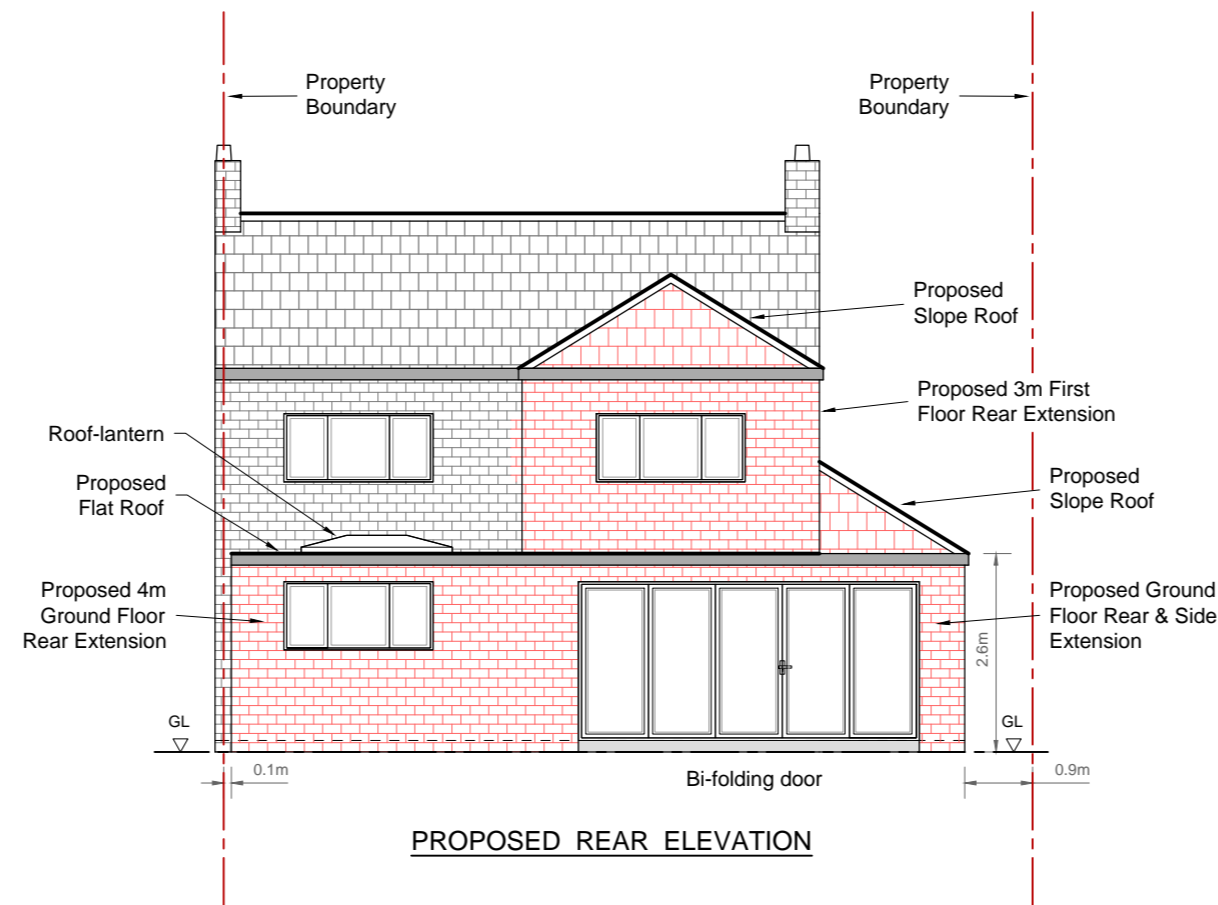 Property
Boundary
Property
Boundary
Proposed
Slope Roof
Proposed 3m First
Floor Rear Extension
Roof-lantern
Proposed
Slope Roof
Proposed
Flat Roof
Proposed 4m
Ground Floor
Rear Extension
Proposed Ground
Floor Rear & Side
Extension
2.6m
GL
GL
0.1m
Bi-folding door
0.9m
PROPOSED REAR ELEVATION